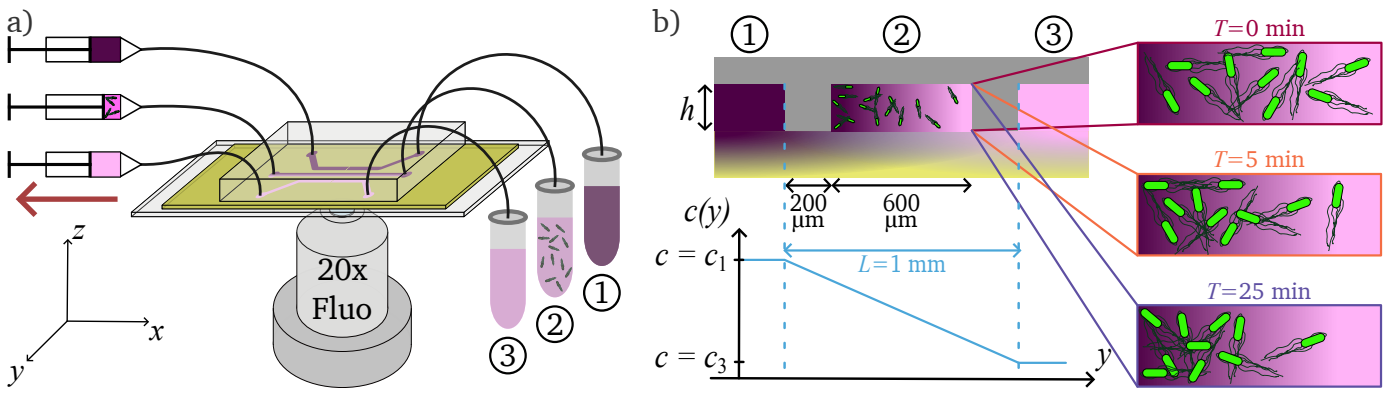 a)
20x
Fluo
z
x
y
①
②
③
b)
①
②
③
h
200
μm
600
μm
c(y)
c = c₁
L=1 mm
c = c₃
y
T=0 min
T=5 min
T=25 min